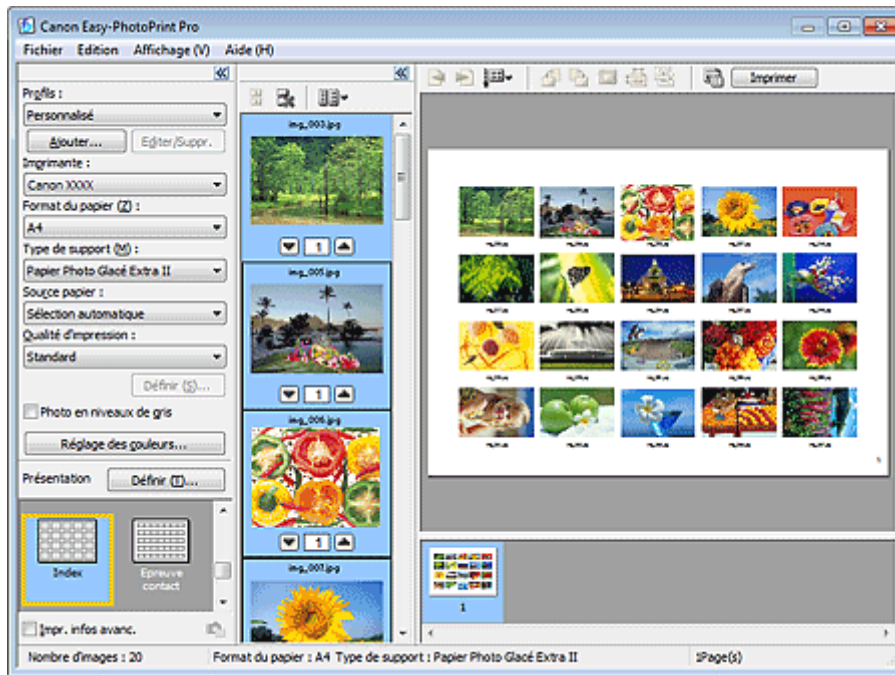 Canon Easy-PhotoPrint Pro
Fichier Edition Affichage (V) Aide (H)
Profils :
Personnalisé
Ajouter... Editer/Suppr.
Imprimante :
Canon XXXX
Format du papier (Z) :
A4
Type de support (M) :
Papier Photo Glacé Extra II
Source papier :
Sélection automatique
Qualité d'impression :
Standard
Définir (S)...
Photo en niveaux de gris
Réglage des couleurs...
Présentation Définir (T)...
Index
Epreuve
contact
Impr. infos avanc.
img_003.jpg
1
img_005.jpg
1
img_006.jpg
1
img_007.jpg
Imprimer
1
Nombre d'images : 20 Format du papier : A4 Type de support : Papier Photo Glacé Extra II 1Page(s)